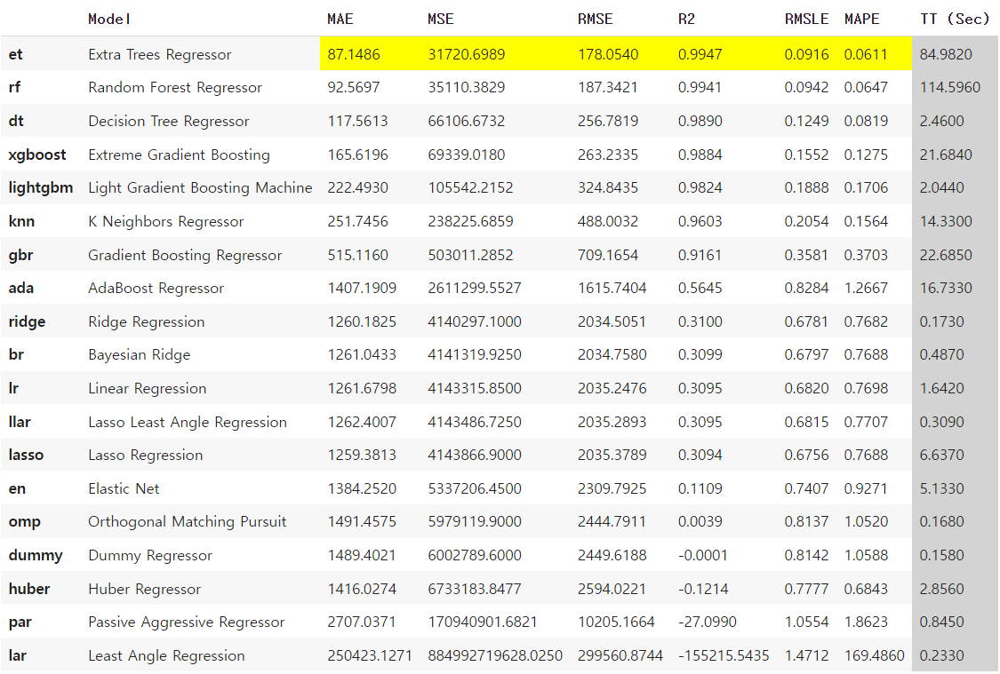 Model MAE MSE RMSE R2 RMSLE MAPE TT (Sec)
et Extra Trees Regressor 87.1486 31720.6989 178.0540 0.9947 0.0916 0.0611 84.9820
rf Random Forest Regressor 92.5697 35110.3829 187.3421 0.9941 0.0942 0.0647 114.5960
dt Decision Tree Regressor 117.5613 66106.6732 256.7819 0.9890 0.1249 0.0819 2.4600
xgboost Extreme Gradient Boosting 165.6196 69339.0180 263.2335 0.9884 0.1552 0.1275 21.6840
lightgbm Light Gradient Boosting Machine 222.4930 105542.2152 324.8435 0.9824 0.1888 0.1706 2.0440
knn K Neighbors Regressor 251.7456 238225.6859 488.0032 0.9603 0.2054 0.1564 14.3300
gbr Gradient Boosting Regressor 515.1160 503011.2852 709.1654 0.9161 0.3581 0.3703 22.6850
ada AdaBoost Regressor 1407.1909 2611299.5527 1615.7404 0.5645 0.8284 1.2667 16.7330
ridge Ridge Regression 1260.1825 4140297.1000 2034.5051 0.3100 0.6781 0.7682 0.1730
br Bayesian Ridge 1261.0433 4141319.9250 2034.7580 0.3099 0.6797 0.7688 0.4870
lr Linear Regression 1261.6798 4143315.8500 2035.2476 0.3095 0.6820 0.7698 1.6420
llar Lasso Least Angle Regression 1262.4007 4143486.7250 2035.2893 0.3095 0.6815 0.7707 0.3090
lasso Lasso Regression 1259.3813 4143866.9000 2035.3789 0.3094 0.6756 0.7688 6.6370
en Elastic Net 1384.2520 5337206.4500 2309.7925 0.1109 0.7407 0.9271 5.1330
omp Orthogonal Matching Pursuit 1491.4575 5979119.9000 2444.7911 0.0039 0.8137 1.0520 0.1680
dummy Dummy Regressor 1489.4021 6002789.6000 2449.6188 -0.0001 0.8142 1.0588 0.1580
huber Huber Regressor 1416.0274 6733183.8477 2594.0221 -0.1214 0.7777 0.6843 2.8560
par Passive Aggressive Regressor 2707.0371 170940901.6821 10205.1664 -27.0990 1.0554 1.8623 0.8450
lar Least Angle Regression 250423.1271 884992719628.0250 299560.8744 -155215.5435 1.4712 169.4860 0.2330